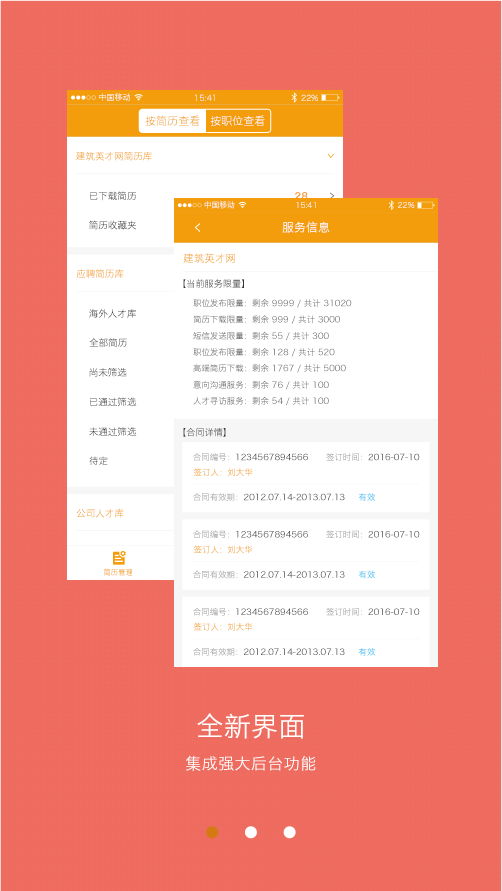 中国移动 15:41 22%
按简历查看 按职位查看
建筑英才网简历库
已下载简历 28
简历收藏夹
应聘简历库
海外人才库
全部简历
尚未筛选
已通过筛选
未通过筛选
待定
公司人才库
简历管理
中国移动 15:41 22%
服务信息
建筑英才网
【当前服务限量】
职位发布限量：剩余 9999 / 共计 31020
简历下载限量：剩余 999 / 共计 3000
短信发送限量：剩余 55 / 共计 300
职位发布限量：剩余 128 / 共计 520
高端简历下载：剩余 1767 / 共计 5000
意向沟通服务：剩余 76 / 共计 100
人才寻访服务：剩余 54 / 共计 100
【合同详情】
合同编号：1234567894566 签订时间：2016-07-10
签订人：刘大华
合同有效期：2012.07.14-2013.07.13 有效
合同编号：1234567894566 签订时间：2016-07-10
签订人：刘大华
合同有效期：2012.07.14-2013.07.13 有效
合同编号：1234567894566 签订时间：2016-07-10
签订人：刘大华
合同有效期：2012.07.14-2013.07.13 有效
全新界面
集成强大后台功能